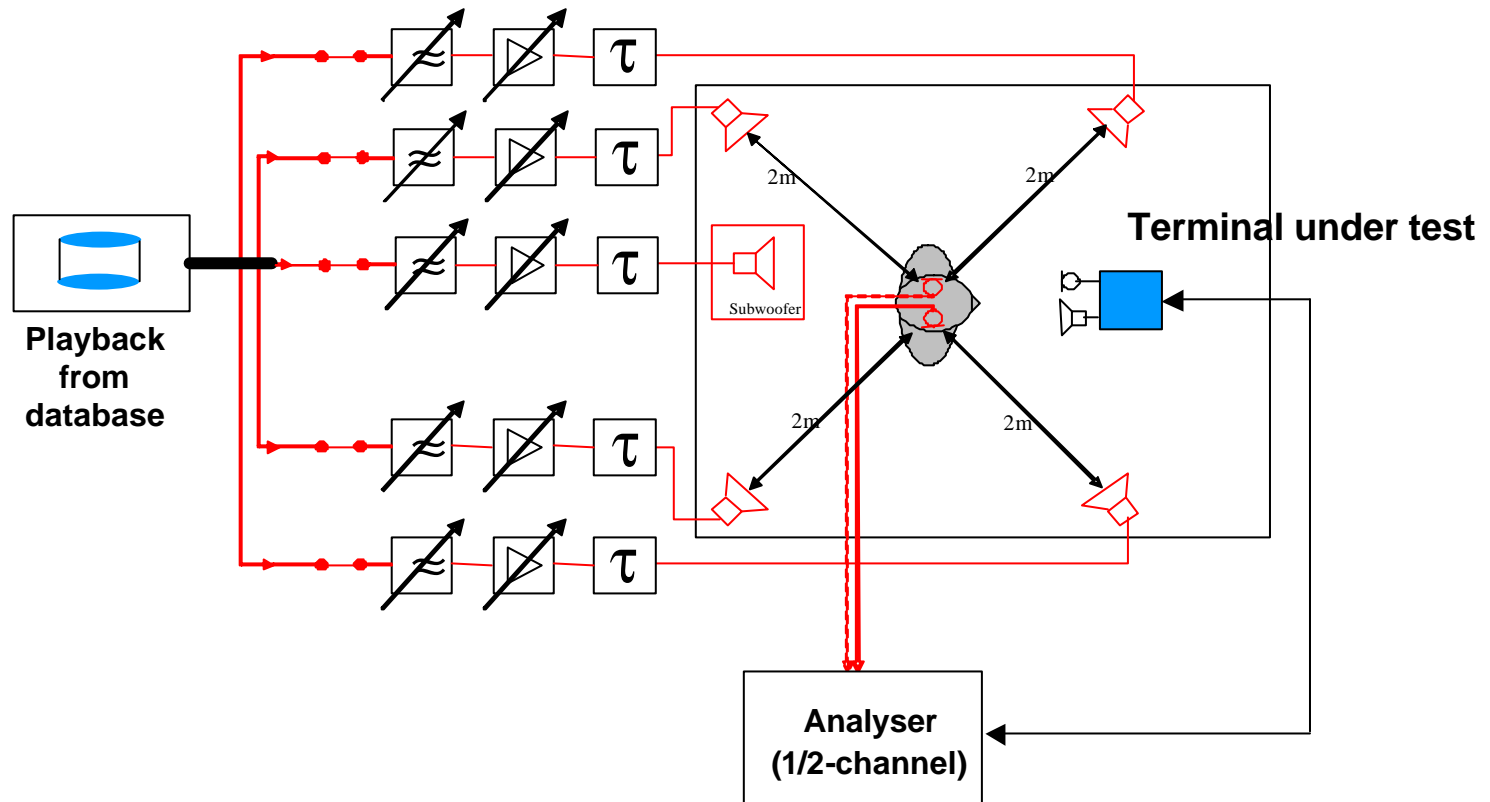 τ
τ
2m
2m
τ
Terminal under test
Subwoofer
Playback
from
database
2m
2m
τ
τ
Analyser
(1/2-channel)